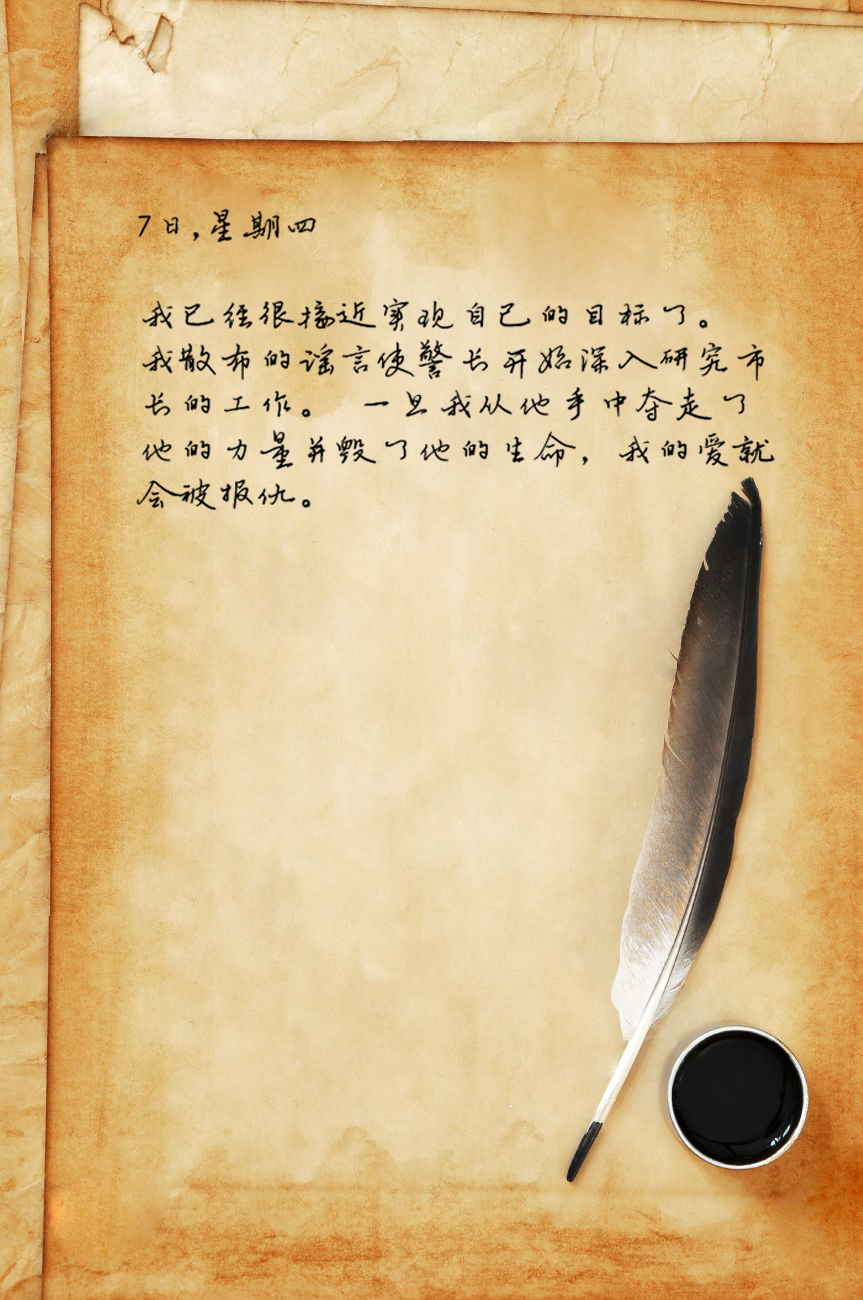 7日,星期四
我已经很接近实现自己的目标了。
我散布的谣言使警长开始深入研究市
长的工作。 一旦我从他手中夺走了
他的力量并毁了他的生命, 我的爱就
会被报仇。